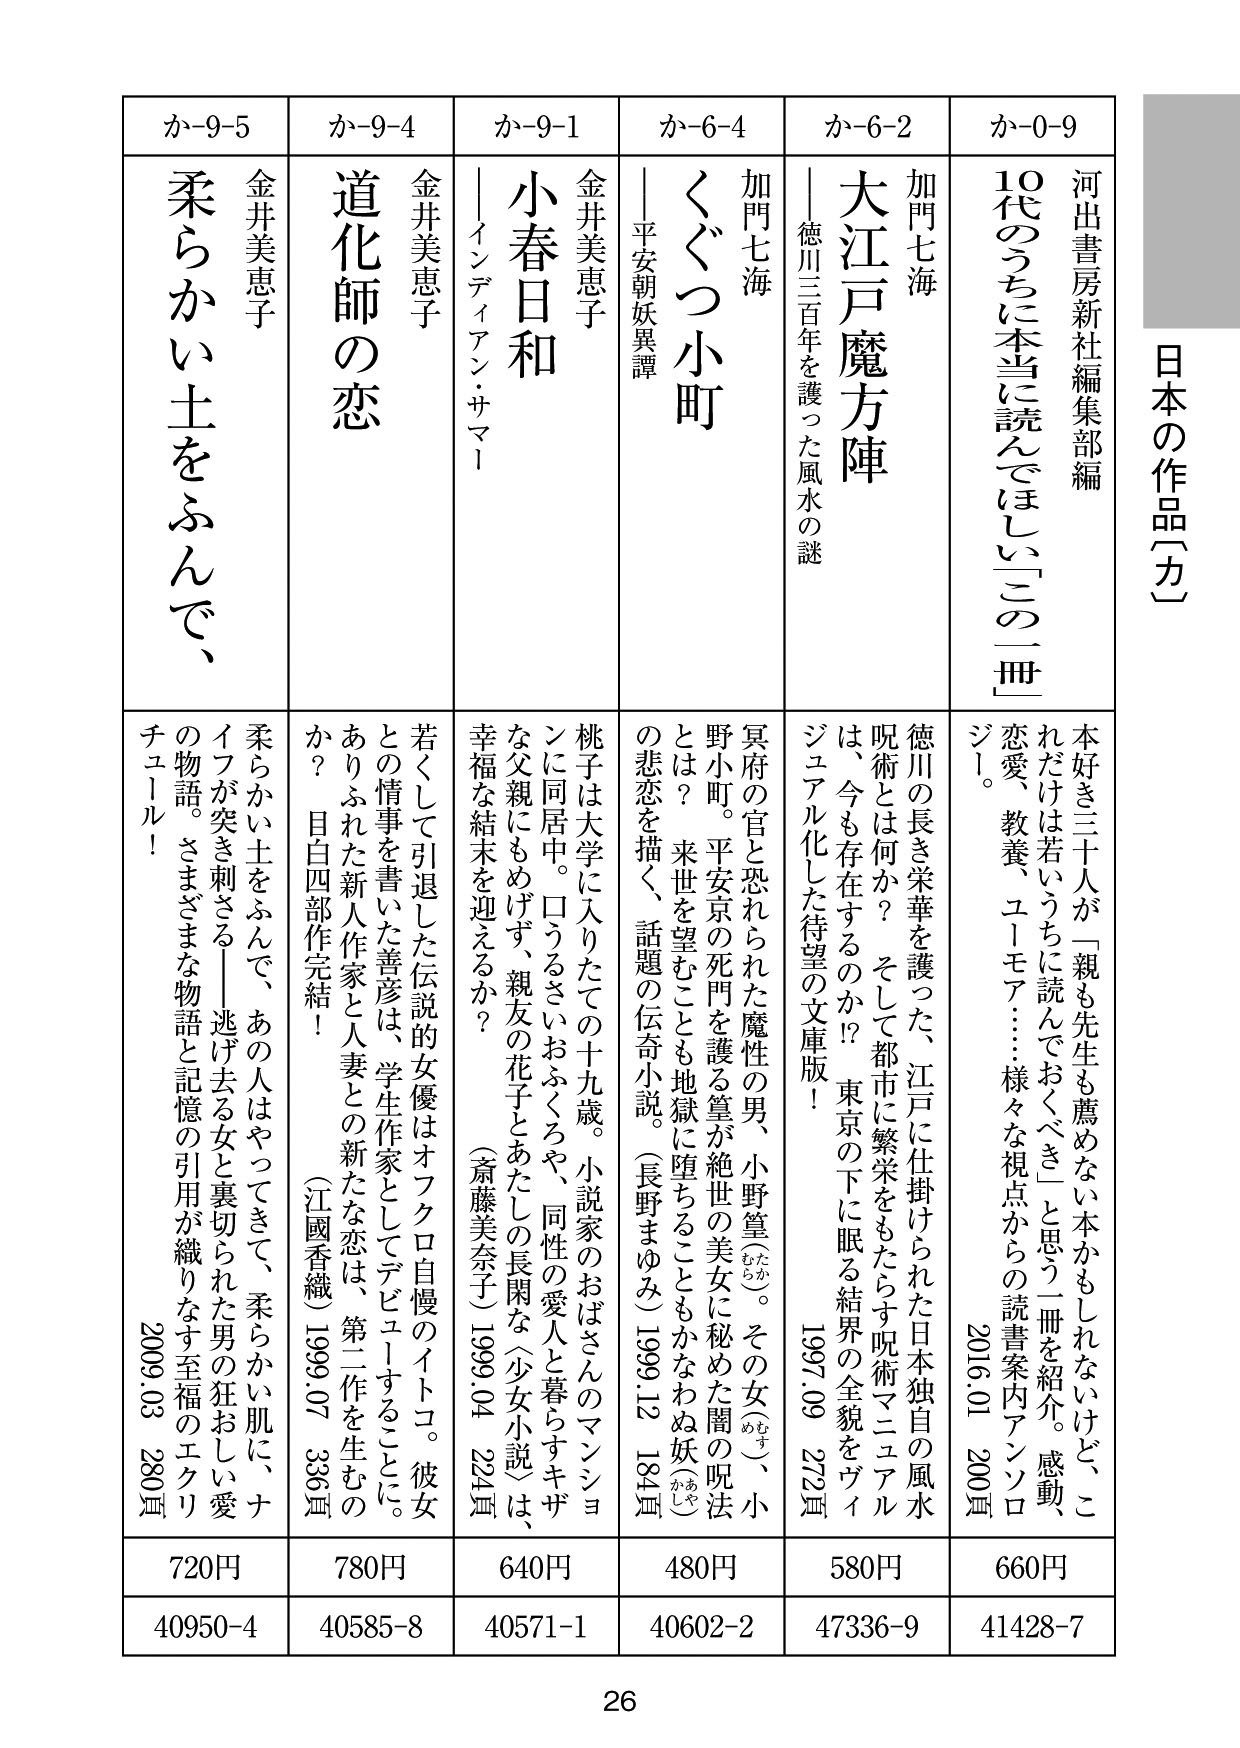 日本の作品〔カ〕
か-0-9
河出書房新社編集部編
10代のうちに本当に読んでほしい「この一冊」
本好き三十人が「親も先生も薦めない本かもしれないけど、こ
れだけは若いうちに読んでおくべき」と思う一冊を紹介。感動、
恋愛、教養、ユーモア……様々な視点からの読書案内アンソロ
ジー。 2016.01 200頁
660円
41428-7
か-6-2
加門七海
大江戸魔方陣
――徳川三百年を護った風水の謎
徳川の長き栄華を護った、江戸に仕掛けられた日本独自の風水
呪術とは何か？ そして都市に繁栄をもたらす呪術マニュアル
は、今も存在するのか!? 東京の下に眠る結界の全貌をヴィ
ジュアル化した待望の文庫版！ 1997.09 272頁
580円
47336-9
か-6-4
加門七海
くぐつ小町
――平安朝妖異譚
冥府の官と恐れられた魔性の男、小野篁（たかむら）。その女（むすめ）、小
野小町。平安京の死門を護る篁が絶世の美女に秘めた闇の呪法
とは？ 来世を望むことも地獄に堕ちることもかなわぬ妖（あやかし）
の悲恋を描く、話題の伝奇小説。（長野まゆみ）1999.12 184頁
480円
40602-2
か-9-1
金井美恵子
小春日和
――インディアン・サマー
桃子は大学に入りたての十九歳。小説家のおばさんのマンショ
ンに同居中。口うるさいおふくろや、同性の愛人と暮らすキザ
な父親にもめげず、親友の花子とあたしの長閑な〈少女小説〉は、
幸福な結末を迎えるか？ （斎藤美奈子）1999.04 224頁
640円
40571-1
か-9-4
金井美恵子
道化師の恋
若くして引退した伝説的女優はオフクロ自慢のイトコ。彼女
との情事を書いた善彦は、学生作家としてデビューすることに。
ありふれた新人作家と人妻との新たな恋は、第二作を生むの
か？ 目白四部作完結！ （江國香織）1999.07 336頁
780円
40585-8
か-9-5
金井美恵子
柔らかい土をふんで、
柔らかい土をふんで、あの人はやってきて、柔らかい肌に、ナ
イフが突き刺さる――逃げ去る女と裏切られた男の狂おしい愛
の物語。さまざまな物語と記憶の引用が織りなす至福のエクリ
チュール！ 2009.03 280頁
720円
40950-4
26